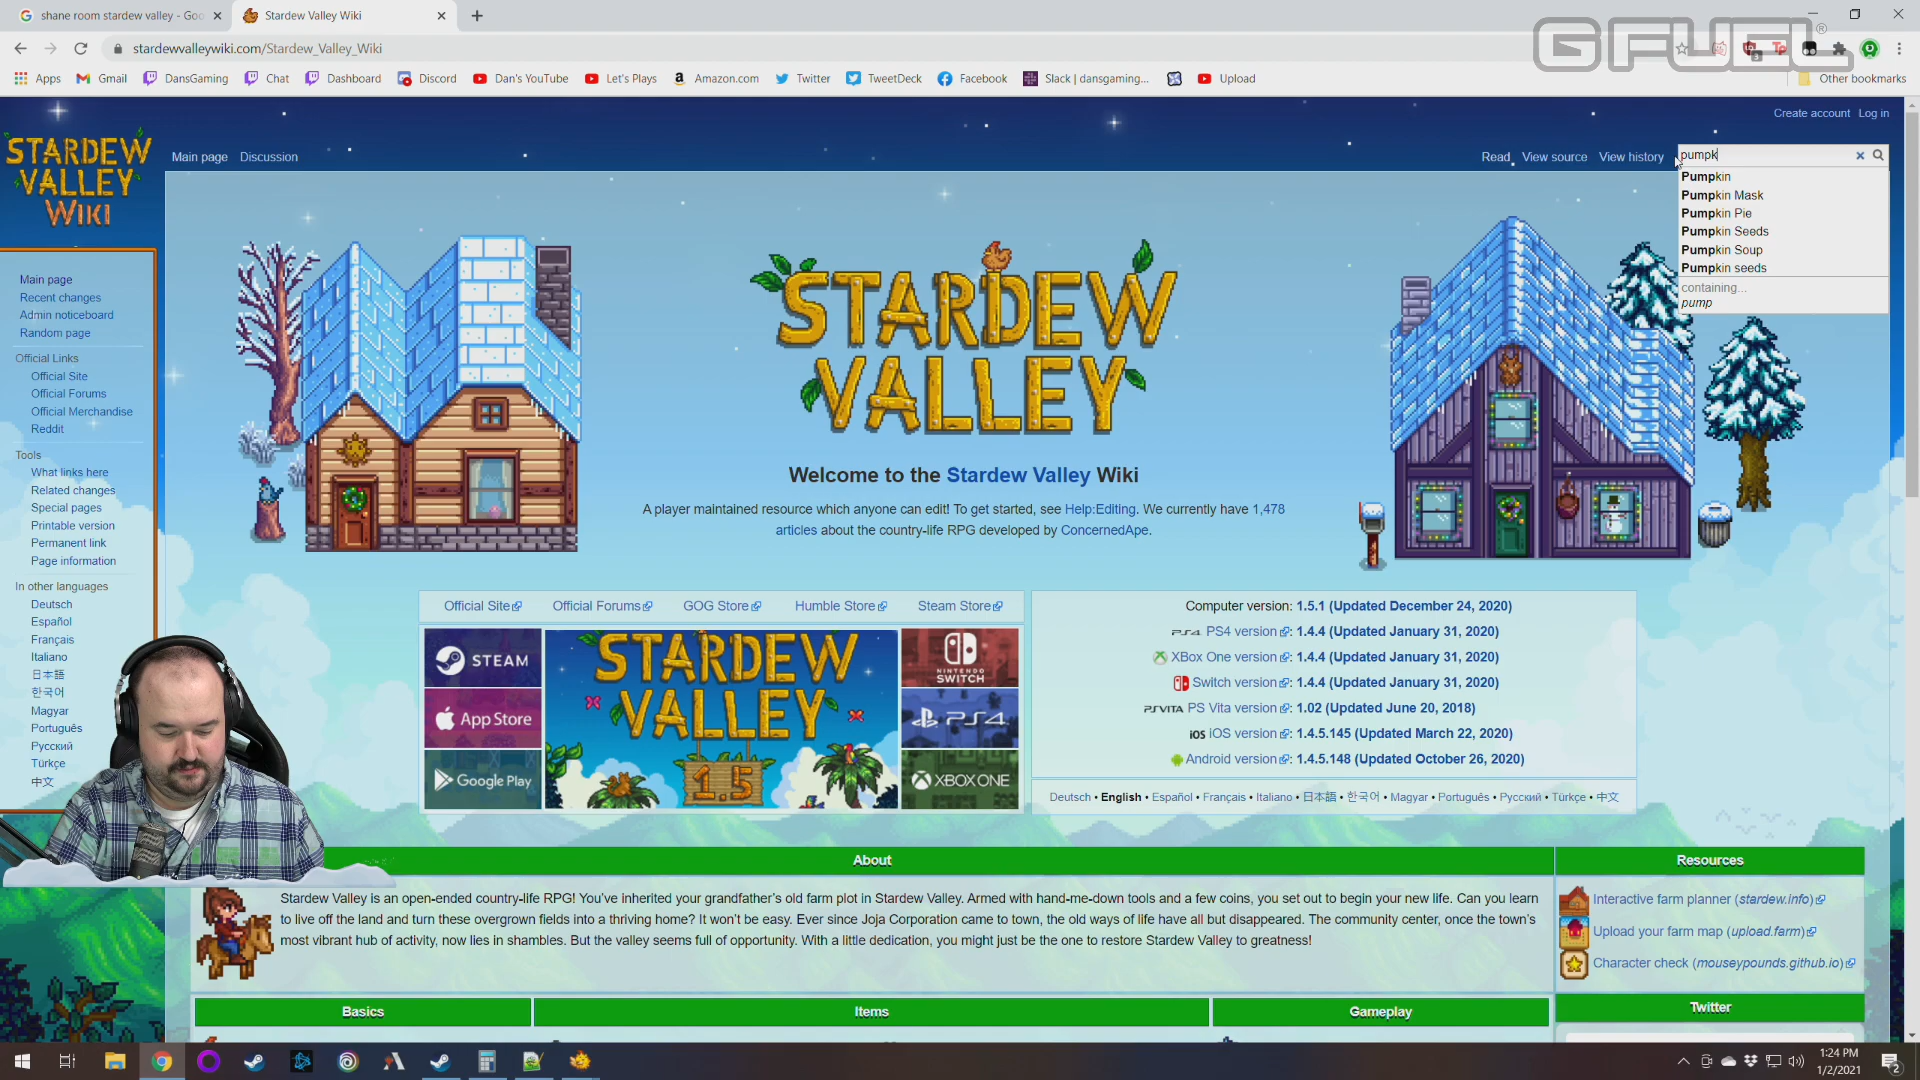 shane room stardew valley - Goo
Stardew Valley Wiki
stardewvalleywiki.com/Stardew_Valley_Wiki
GFUEL®
Apps
Gmail
DansGaming
Chat
Dashboard
Discord
Dan's YouTube
Let's Plays
Amazon.com
Twitter
TweetDeck
Facebook
Slack | dansgaming...
Upload
Other bookmarks
Create account Log in
STARDEW
VALLEY
WIKI
Main page Discussion
Read View source View history
pumpk
Pumpkin
Pumpkin Mask
Pumpkin Pie
Pumpkin Seeds
Pumpkin Soup
Pumpkin seeds
containing...
pump
Main page
Recent changes
Admin noticeboard
Random page
Official Links
Official Site
Official Forums
Official Merchandise
Reddit
Tools
What links here
Related changes
Special pages
Printable version
Permanent link
Page information
In other languages
Deutsch
Español
Français
Italiano
日本語
한국어
Magyar
Português
Русский
Türkçe
中文
STARDEW
VALLEY
Welcome to the Stardew Valley Wiki
A player maintained resource which anyone can edit! To get started, see Help:Editing. We currently have 1,478
articles about the country-life RPG developed by ConcernedApe.
Official Site Official Forums GOG Store Humble Store Steam Store
STEAM
App Store
Google Play
STARDEW
VALLEY
1.5
NINTENDO
SWITCH
PS4
XBOX ONE
Computer version: 1.5.1 (Updated December 24, 2020)
PS4 PS4 version: 1.4.4 (Updated January 31, 2020)
XBox One version: 1.4.4 (Updated January 31, 2020)
Switch version: 1.4.4 (Updated January 31, 2020)
PSVITA PS Vita version: 1.02 (Updated June 20, 2018)
iOS iOS version: 1.4.5.145 (Updated March 22, 2020)
Android version: 1.4.5.148 (Updated October 26, 2020)
Deutsch • English • Español • Français • Italiano • 日本語 • 한국어 • Magyar • Português • Русский • Türkçe • 中文
About
Stardew Valley is an open-ended country-life RPG! You've inherited your grandfather's old farm plot in Stardew Valley. Armed with hand-me-down tools and a few coins, you set out to begin your new life. Can you learn
to live off the land and turn these overgrown fields into a thriving home? It won't be easy. Ever since Joja Corporation came to town, the old ways of life have all but disappeared. The community center, once the town's
most vibrant hub of activity, now lies in shambles. But the valley seems full of opportunity. With a little dedication, you might just be the one to restore Stardew Valley to greatness!
Resources
Interactive farm planner (stardew.info)
Upload your farm map (upload.farm)
Character check (mouseypounds.github.io)
Basics
Items
Gameplay
Twitter
1:24 PM
1/2/2021
2